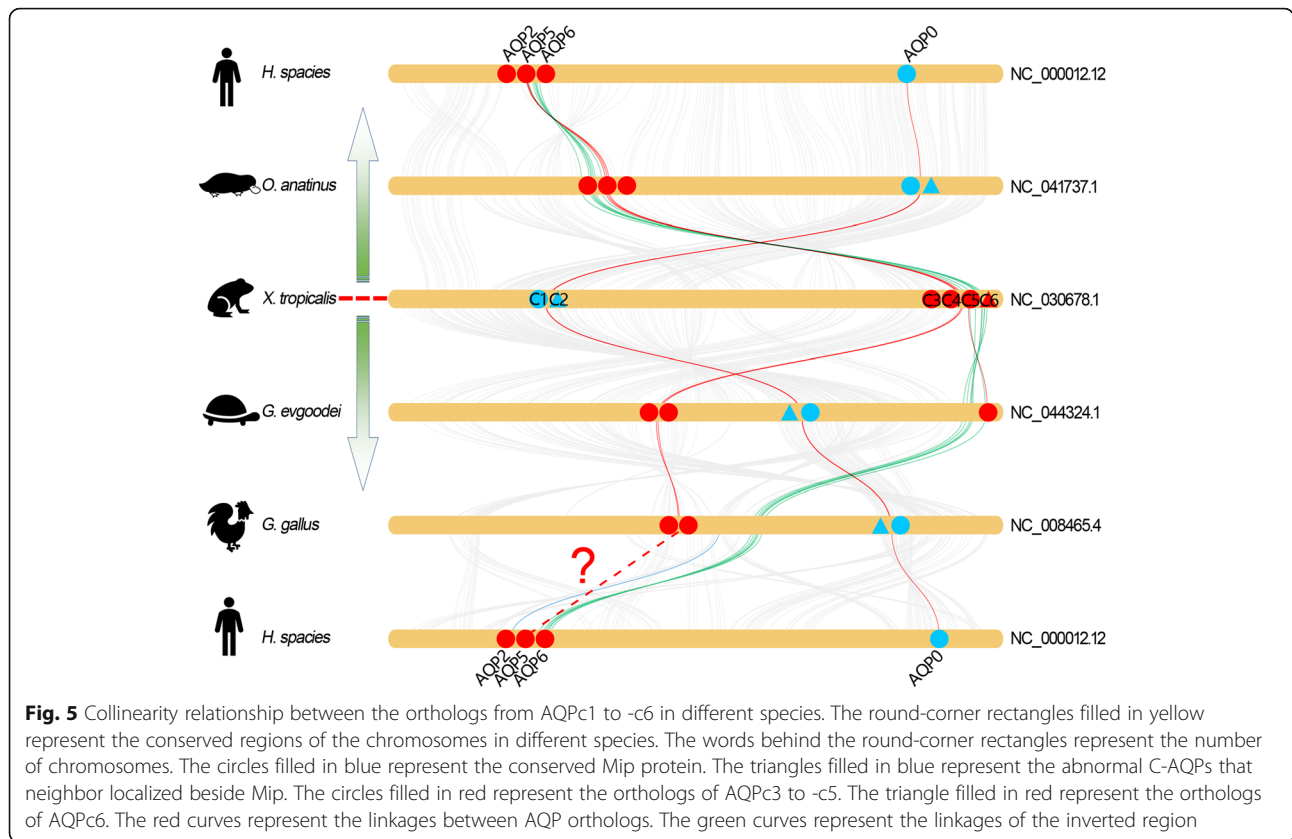 AQP2
AQP5
AQP6
AQP0
H. spacies
NC_000012.12
O. anatinus
NC_041737.1
X. tropicalis
C1 C2
C3 C4 C5 C6
NC_030678.1
G. evgoodei
NC_044324.1
G. gallus
NC_008465.4
?
H. spacies
NC_000012.12
AQP2
AQP5
AQP6
AQP0
Fig. 5 Collinearity relationship between the orthologs from AQPc1 to -c6 in different species. The round-corner rectangles filled in yellow
represent the conserved regions of the chromosomes in different species. The words behind the round-corner rectangles represent the number
of chromosomes. The circles filled in blue represent the conserved Mip protein. The triangles filled in blue represent the abnormal C-AQPs that
neighbor localized beside Mip. The circles filled in red represent the orthologs of AQPc3 to -c5. The triangle filled in red represent the orthologs
of AQPc6. The red curves represent the linkages between AQP orthologs. The green curves represent the linkages of the inverted region